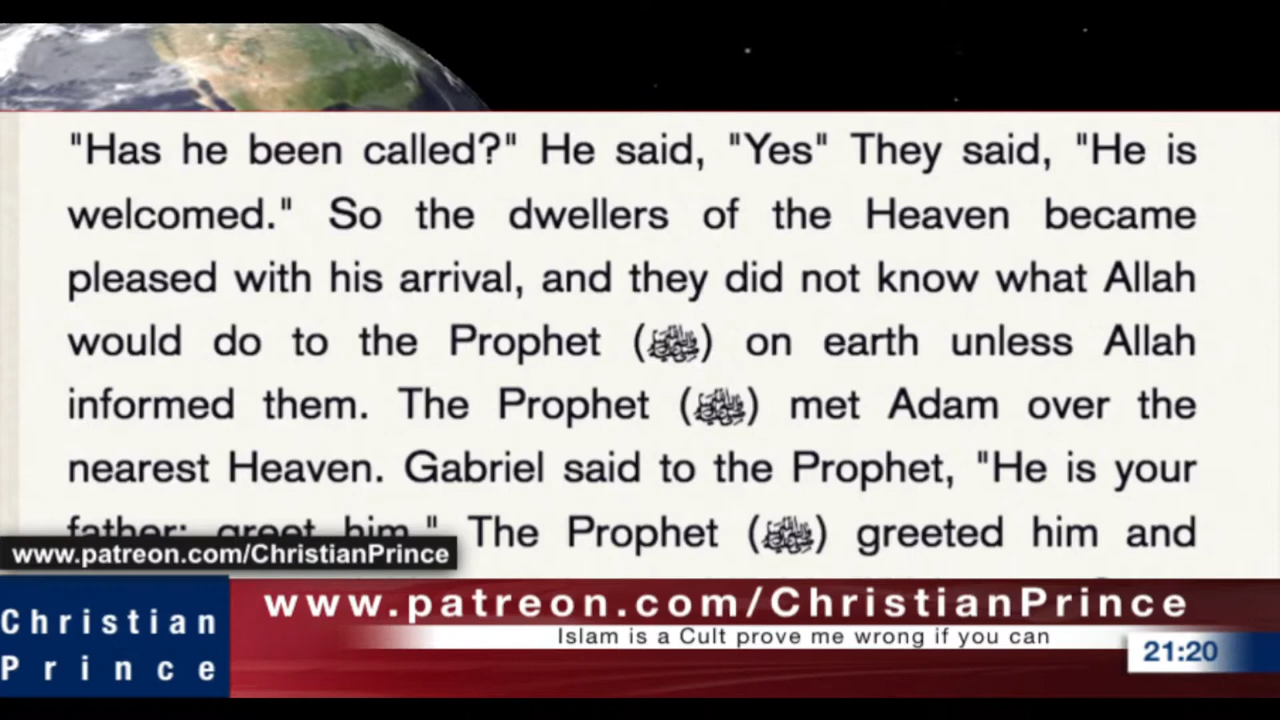 "Has he been called?" He said, "Yes" They said, "He is
welcomed." So the dwellers of the Heaven became
pleased with his arrival, and they did not know what Allah
would do to the Prophet (ﷺ) on earth unless Allah
informed them. The Prophet (ﷺ) met Adam over the
nearest Heaven. Gabriel said to the Prophet, "He is your
father; greet him." The Prophet (ﷺ) greeted him and
www.patreon.com/ChristianPrince
Christian
Prince
www.patreon.com/ChristianPrince
Islam is a Cult prove me wrong if you can
21:20